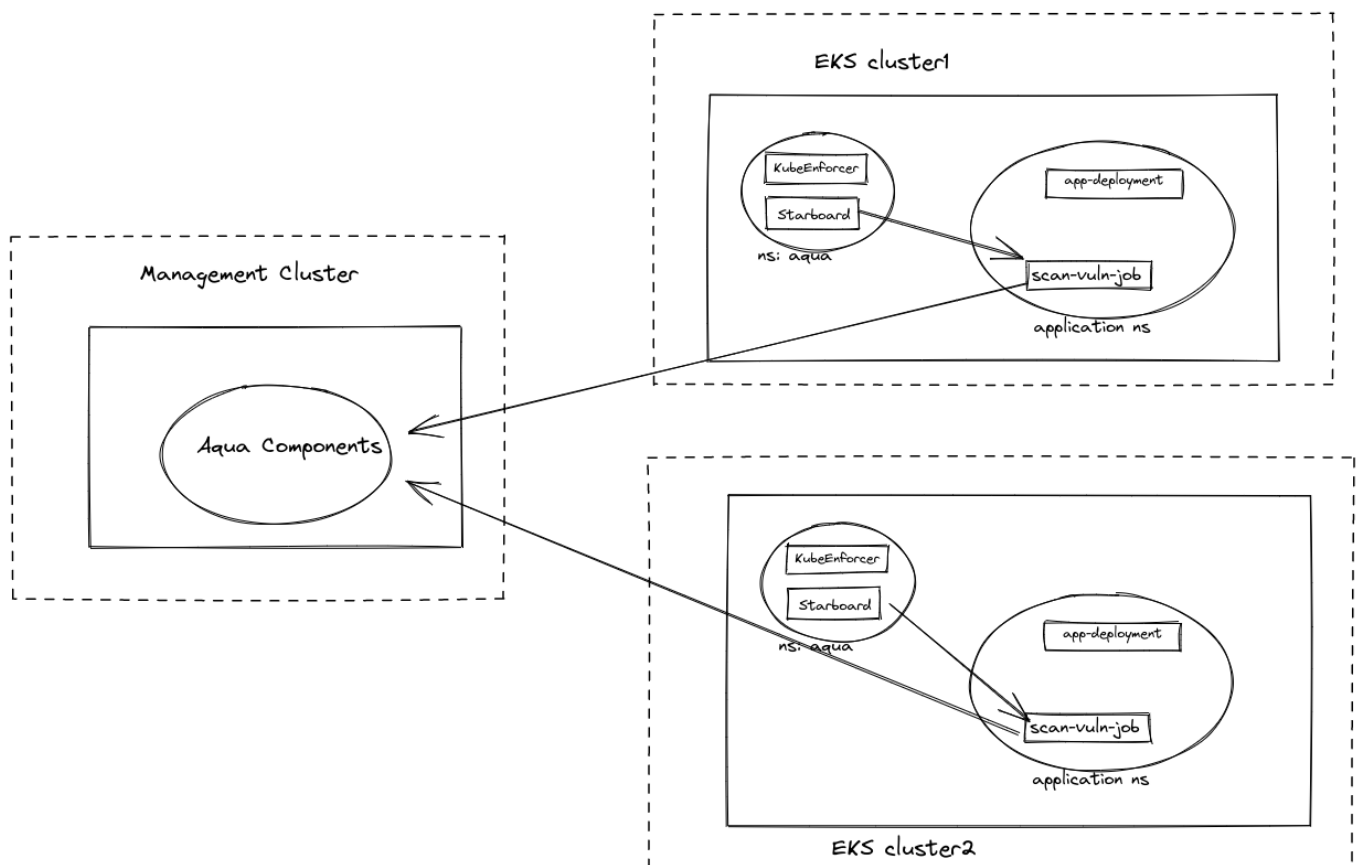 EKS cluster1
KubeEnforcer
Starboard
ns: aqua
app-deployment
scan-vuln-job
application ns
Management Cluster
Aqua Components
KubeEnforcer
Starboard
ns: aqua
app-deployment
scan-vuln-job
application ns
EKS cluster2